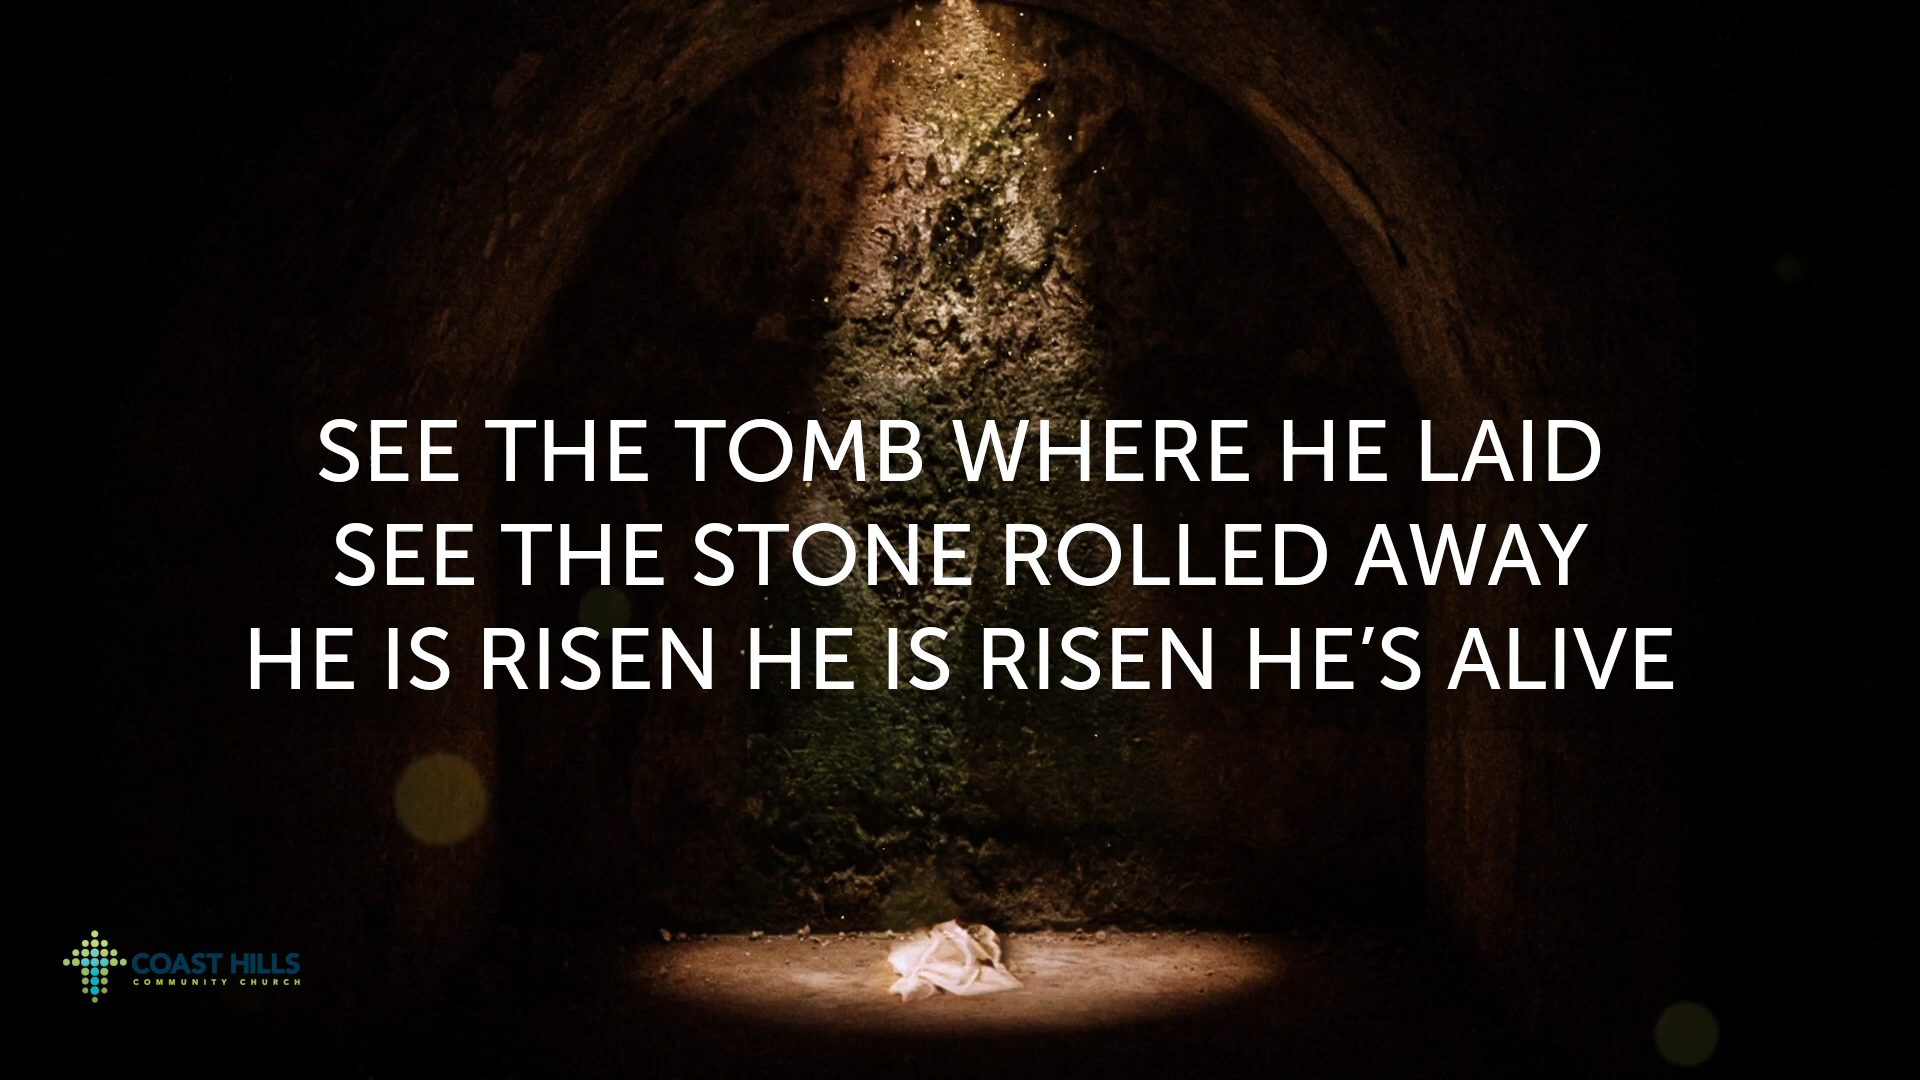 SEE THE TOMB WHERE HE LAID
SEE THE STONE ROLLED AWAY
HE IS RISEN HE IS RISEN HE’S ALIVE
COAST HILLS
COMMUNITY CHURCH